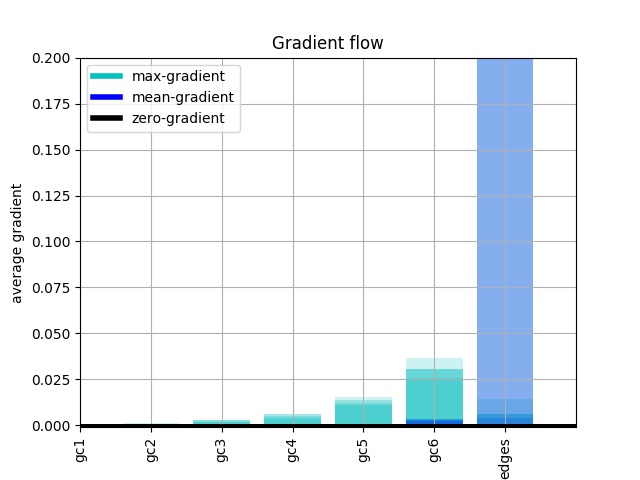 Gradient flow
max-gradient
mean-gradient
zero-gradient
average gradient
0.200
0.175
0.150
0.125
0.100
0.075
0.050
0.025
0.000
gc1
gc2
gc3
gc4
gc5
gc6
edges